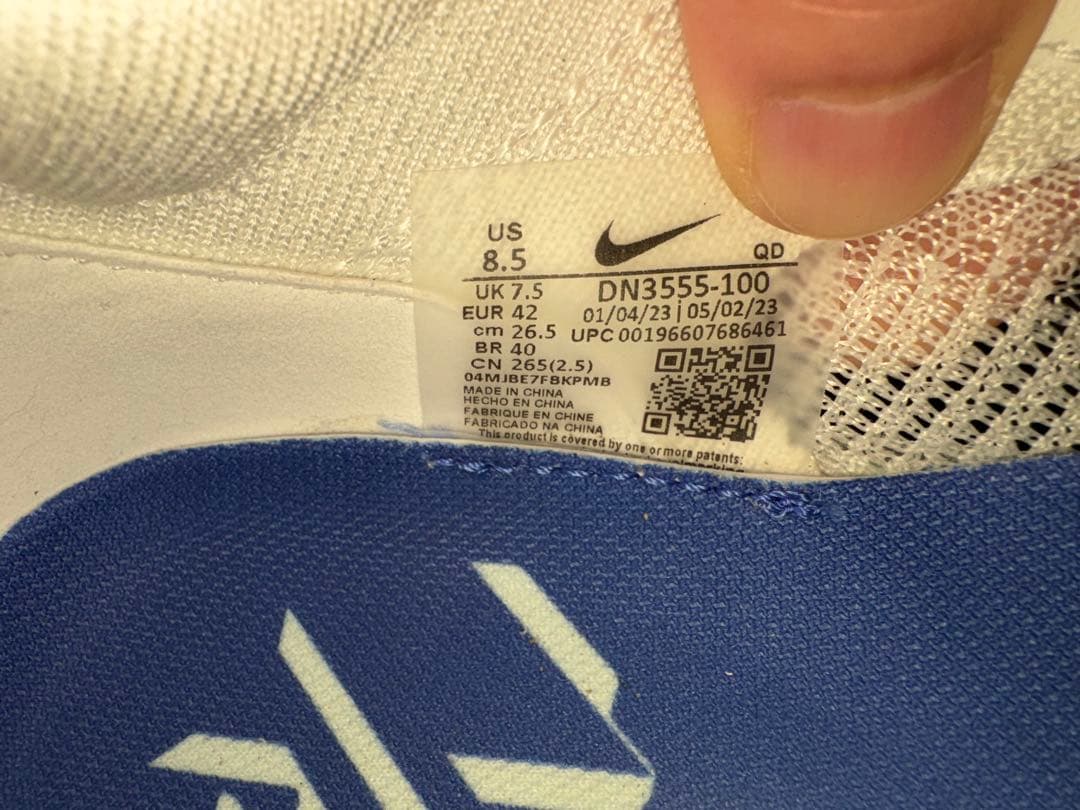 US
8.5
QD
UK 7.5
DN3555-100
EUR 42
01/04/23 | 05/02/23
cm 26.5
UPC 00196607686461
BR 40
CN 265(2.5)
04MJBE7FBKPMB
MADE IN CHINA
HECHO EN CHINA
FABRIQUE EN CHINE
FABRICADO NA CHINA
This product is covered by one or more patents: